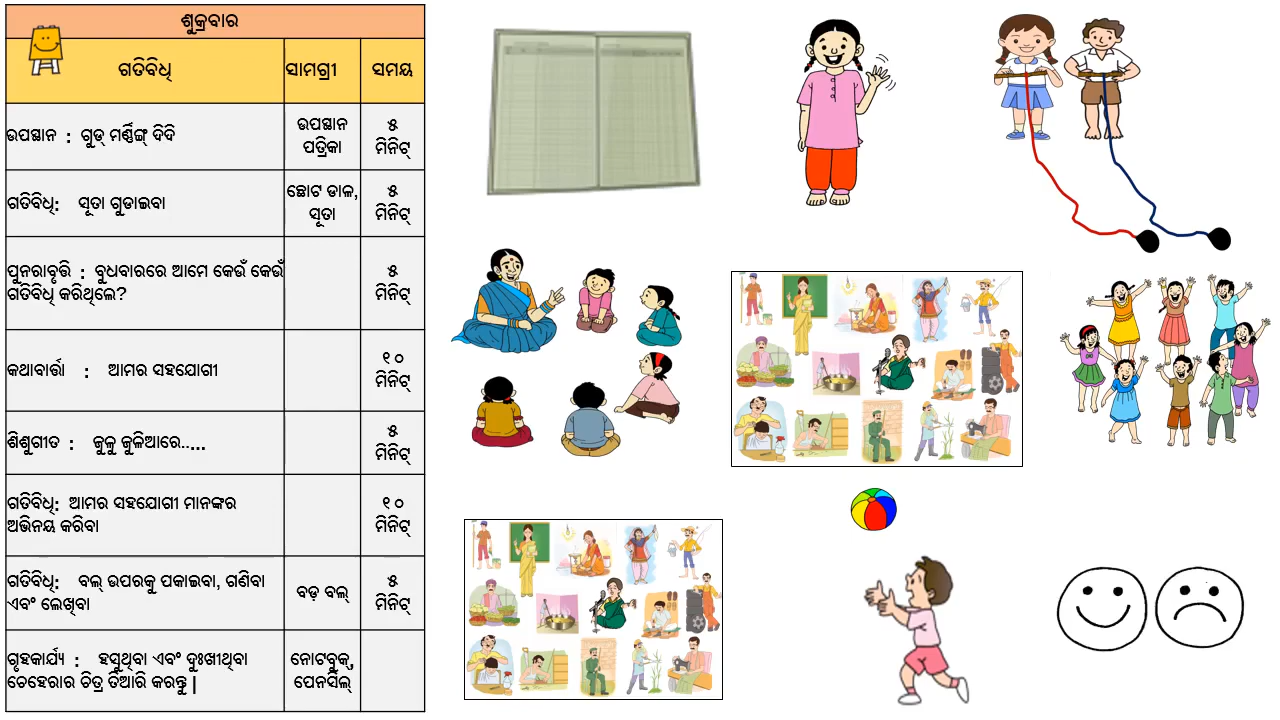 ଶୁକ୍ରବାର
ଗତିବିଧି ସାମଗ୍ରୀ ସମୟ
ଉପସ୍ଥାନ : ଗୁଡ୍ ମର୍ଣ୍ଣିଙ୍ଗ୍ ଦିଦି
ଉପସ୍ଥାନ
ପତ୍ରିକା
୫
ମିନିଟ୍
ଗତିବିଧି: ସୂତା ଗୁଡାଇବା
ଛୋଟ ଡାଳ,
ସୂତା
୫
ମିନିଟ୍
ପୁନରାବୃତ୍ତି : ବୁଧବାରରେ ଆମେ କେଉଁ କେଉଁ
ଗତିବିଧି କରିଥିଲେ?
୫
ମିନିଟ୍
କଥାବାର୍ତ୍ତା : ଆମର ସହଯୋଗୀ
୧୦
ମିନିଟ୍
ଶିଶୁଗୀତ : କୁଳୁ କୁଳିଆରେ.....
୫
ମିନିଟ୍
ଗତିବିଧି: ଆମର ସହଯୋଗୀ ମାନଙ୍କର
ଅଭିନୟ କରିବା
୧୦
ମିନିଟ୍
ଗତିବିଧି: ବଲ୍ ଉପରକୁ ପକାଇବା, ଗଣିବା
ଏବଂ ଲେଖିବା
ବଡ଼ ବଲ୍
୫
ମିନିଟ୍
ଗୃହକାର୍ଯ୍ୟ : ହସୁଥିବା ଏବଂ ଦୁଃଖୀଥିବା
ଚେହେରାର ଚିତ୍ର ତିଆରି କରନ୍ତୁ |
ନୋଟବୁକ୍,
ପେନସିଲ୍